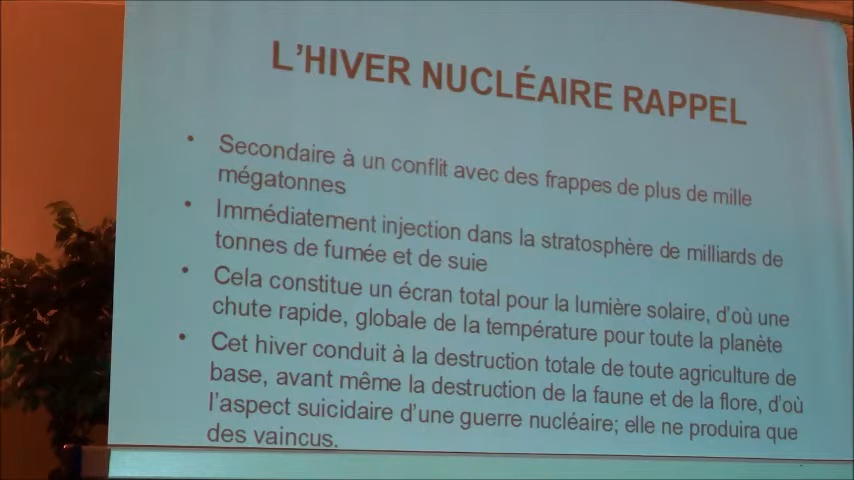 L'HIVER NUCLÉAIRE RAPPEL
• Secondaire à un conflit avec des frappes de plus de mille
mégatonnes
• Immédiatement injection dans la stratosphère de milliards de
tonnes de fumée et de suie
• Cela constitue un écran total pour la lumière solaire, d'où une
chute rapide, globale de la température pour toute la planète
• Cet hiver conduit à la destruction totale de toute agriculture de
base, avant même la destruction de la faune et de la flore, d'où
l'aspect suicidaire d'une guerre nucléaire; elle ne produira que
des vaincus.